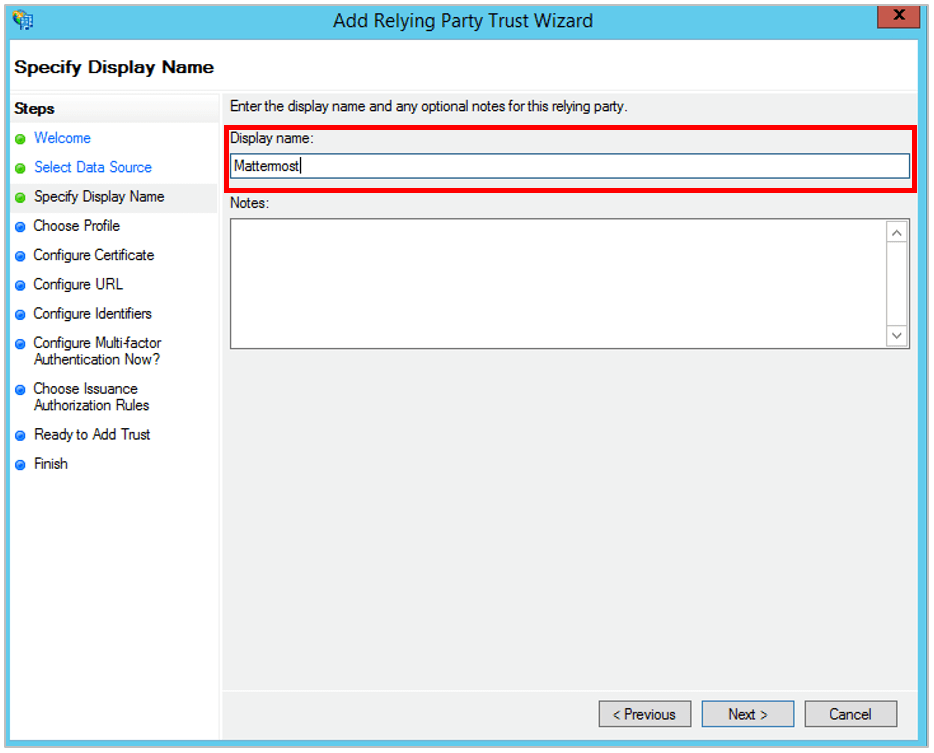 Add Relying Party Trust Wizard
X
Specify Display Name
Steps
Welcome
Select Data Source
Specify Display Name
Choose Profile
Configure Certificate
Configure URL
Configure Identifiers
Configure Multi-factor
Authentication Now?
Choose Issuance
Authorization Rules
Ready to Add Trust
Finish
Enter the display name and any optional notes for this relying party.
Display name:
Mattermost
Notes:
< Previous
Next >
Cancel